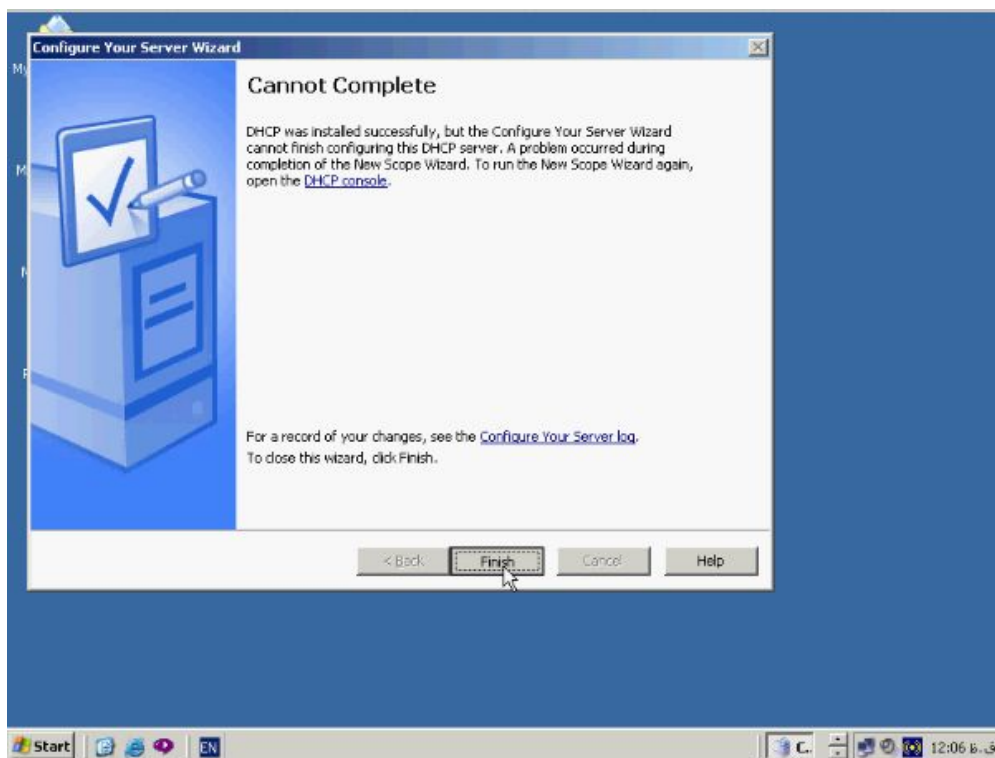 Configure Your Server Wizard
Cannot Complete
DHCP was installed successfully, but the Configure Your Server Wizard
cannot finish configuring this DHCP server. A problem occurred during
completion of the New Scope Wizard. To run the New Scope Wizard again,
open the DHCP console.
For a record of your changes, see the Configure Your Server log.
To close this wizard, click Finish.
< Back Finish Cancel Help
Start EN C.. 12:06 ق.ظ